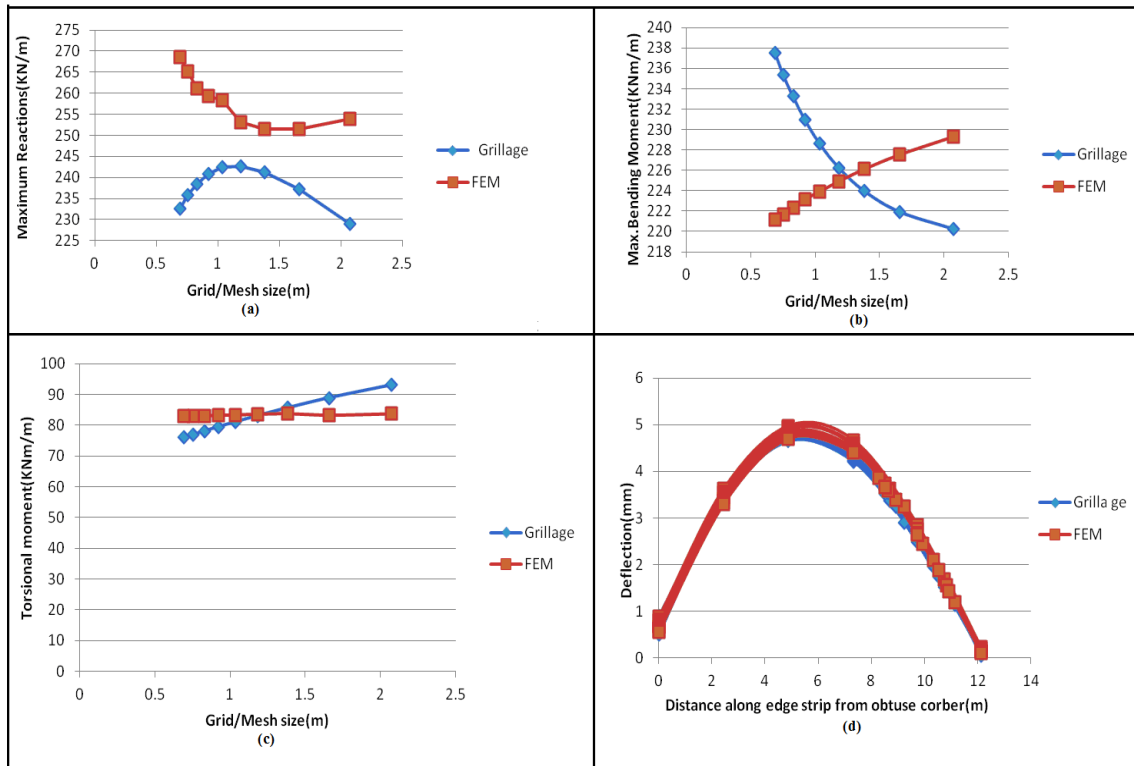 Maximum Reactions(KN/m)
275
270
265
260
255
250
245
240
235
230
225
0 0.5 1 1.5 2 2.5
Grid/Mesh size(m)
(a)
Grillage
FEM
Max.Bending Moment(KNm/m)
240
238
236
234
232
230
228
226
224
222
220
218
0 0.5 1 1.5 2 2.5
Grid/Mesh size(m)
(b)
Grillage
FEM
Torsional moment(KNm/m)
100
90
80
70
60
50
40
30
20
10
0
0 0.5 1 1.5 2 2.5
Grid/Mesh size(m)
(c)
Grillage
FEM
Deflection(mm)
6
5
4
3
2
1
0
0 2 4 6 8 10 12 14
Distance along edge strip from obtuse corber(m)
(d)
Grilla ge
FEM